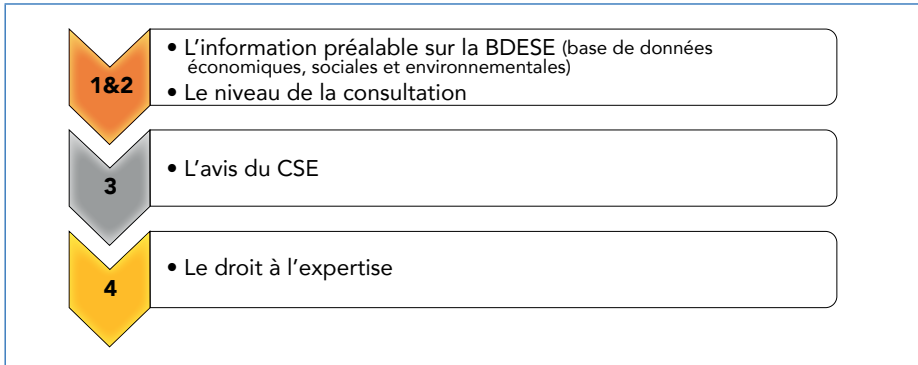 1&2
• L'information préalable sur la BDESE (base de données
économiques, sociales et environnementales)
• Le niveau de la consultation
3
• L'avis du CSE
4
• Le droit à l'expertise